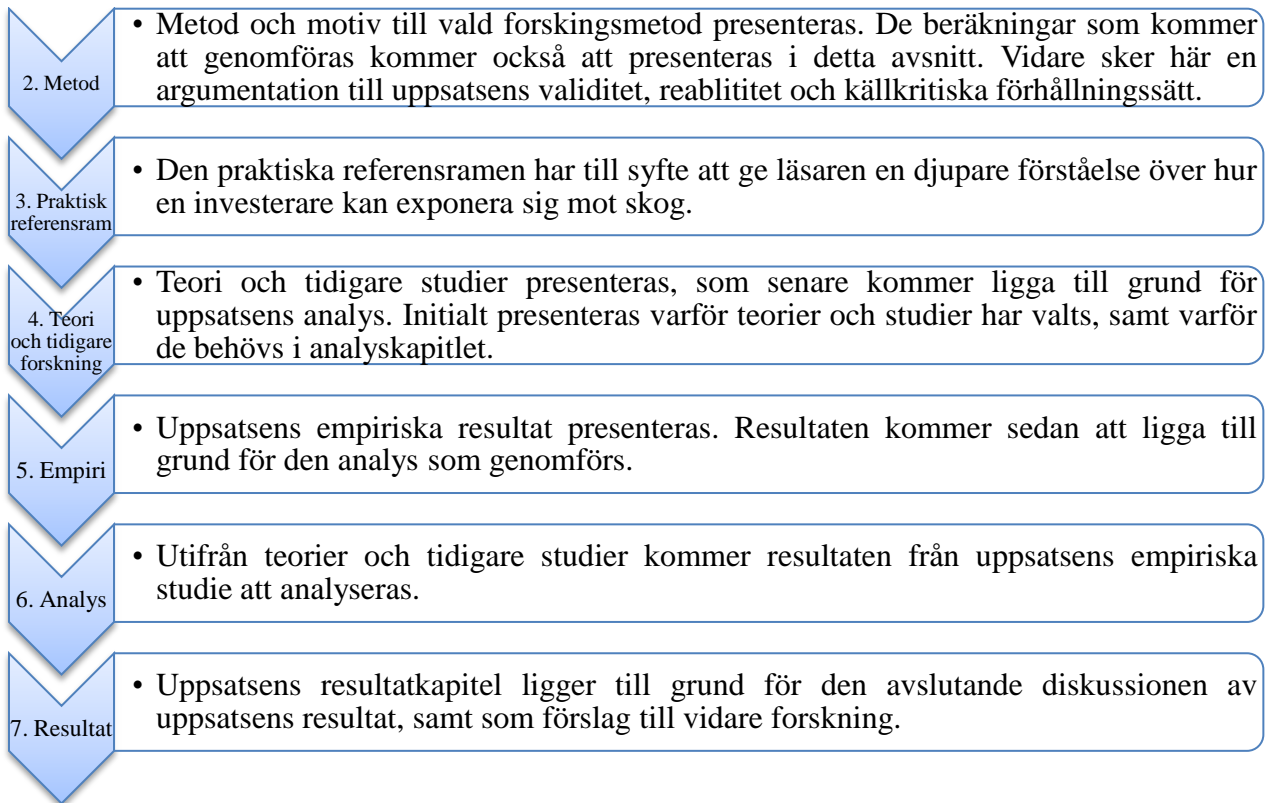 2. Metod
• Metod och motiv till vald forskingsmetod presenteras. De beräkningar som kommer
att genomföras kommer också att presenteras i detta avsnitt. Vidare sker här en
argumentation till uppsatsens validitet, reablititet och källkritiska förhållningssätt.
3. Praktisk
referensram
• Den praktiska referensramen har till syfte att ge läsaren en djupare förståelse över hur
en investerare kan exponera sig mot skog.
4. Teori
och tidigare
forskning
• Teori och tidigare studier presenteras, som senare kommer ligga till grund för
uppsatsens analys. Initialt presenteras varför teorier och studier har valts, samt varför
de behövs i analyskapitlet.
5. Empiri
• Uppsatsens empiriska resultat presenteras. Resultaten kommer sedan att ligga till
grund för den analys som genomförs.
6. Analys
• Utifrån teorier och tidigare studier kommer resultaten från uppsatsens empiriska
studie att analyseras.
7. Resultat
• Uppsatsens resultatkapitel ligger till grund för den avslutande diskussionen av
uppsatsens resultat, samt som förslag till vidare forskning.